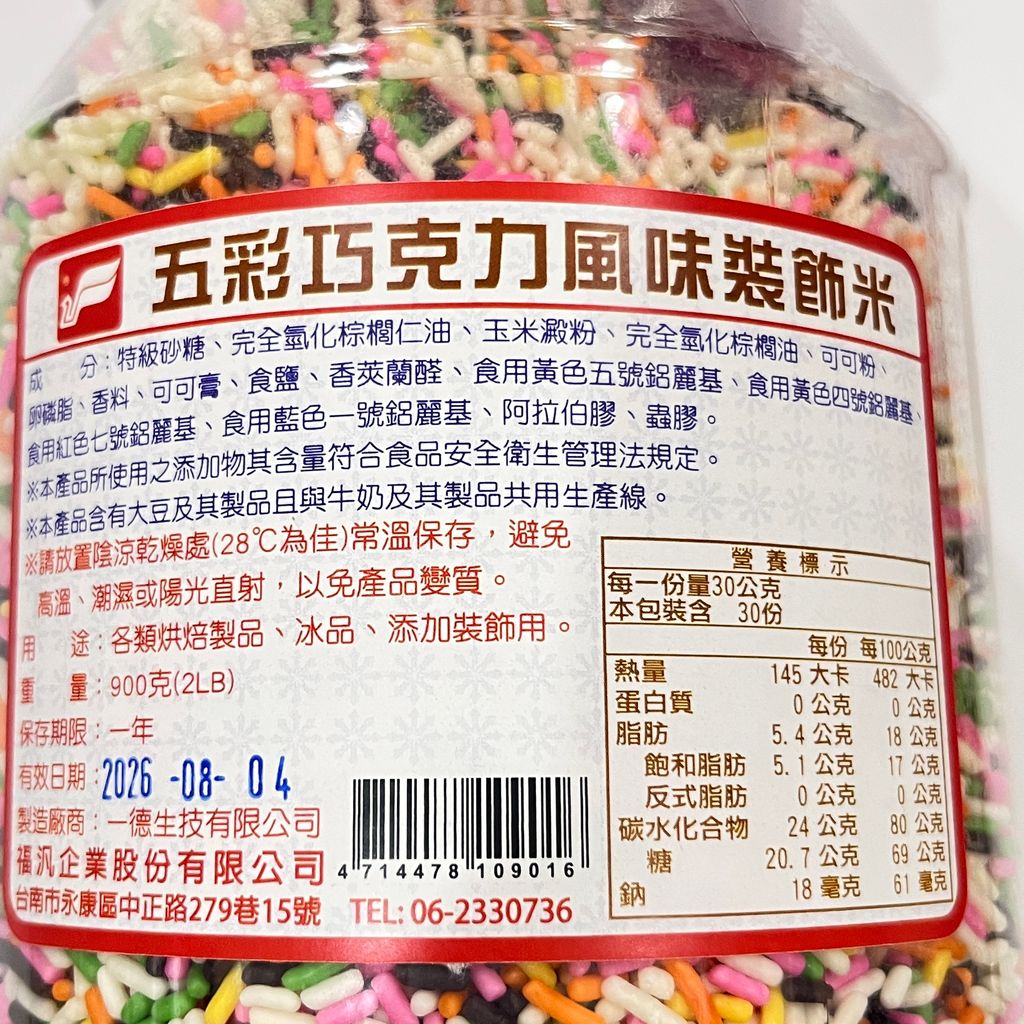 五彩巧克力風味裝飾米
成 分：特級砂糖、完全氫化棕櫚仁油、玉米澱粉、完全氫化棕櫚油、可可粉、
卵磷脂、香料、可可膏、食鹽、香莢蘭醛、食用黃色五號鋁麗基、食用黃色四號鋁麗基、
食用紅色七號鋁麗基、食用藍色一號鋁麗基、阿拉伯膠、蟲膠。
※本產品所使用之添加物其含量符合食品安全衛生管理法規定。
※本產品含有大豆及其製品且與牛奶及其製品共用生產線。
※請放置陰涼乾燥處(28℃為佳)常溫保存，避免
高溫、潮濕或陽光直射，以免產品變質。
用 途：各類烘焙製品、冰品、添加裝飾用。
重 量：900克(2LB)
保存期限：一年
有效日期：2026 -08- 04
製造廠商：一德生技有限公司
福汎企業股份有限公司
台南市永康區中正路279巷15號 TEL: 06-2330736
4 714478 109016
營養標示
每一份量30公克
本包裝含 30份
每份 每100公克
熱量 145 大卡 482 大卡
蛋白質 0 公克 0 公克
脂肪 5.4 公克 18 公克
飽和脂肪 5.1 公克 17 公克
反式脂肪 0 公克 0 公克
碳水化合物 24 公克 80 公克
糖 20.7 公克 69 公克
鈉 18 毫克 61 毫克